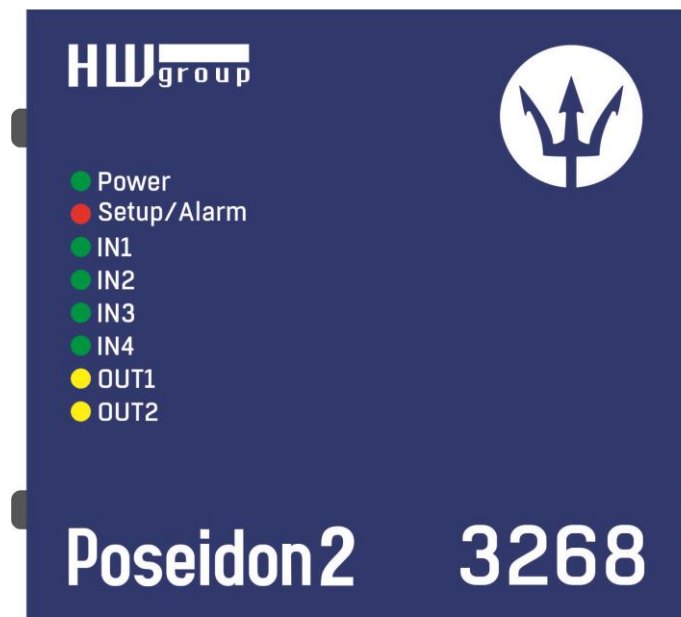 HW group
Power
Setup/Alarm
IN1
IN2
IN3
IN4
OUT1
OUT2
Poseidon2 3268